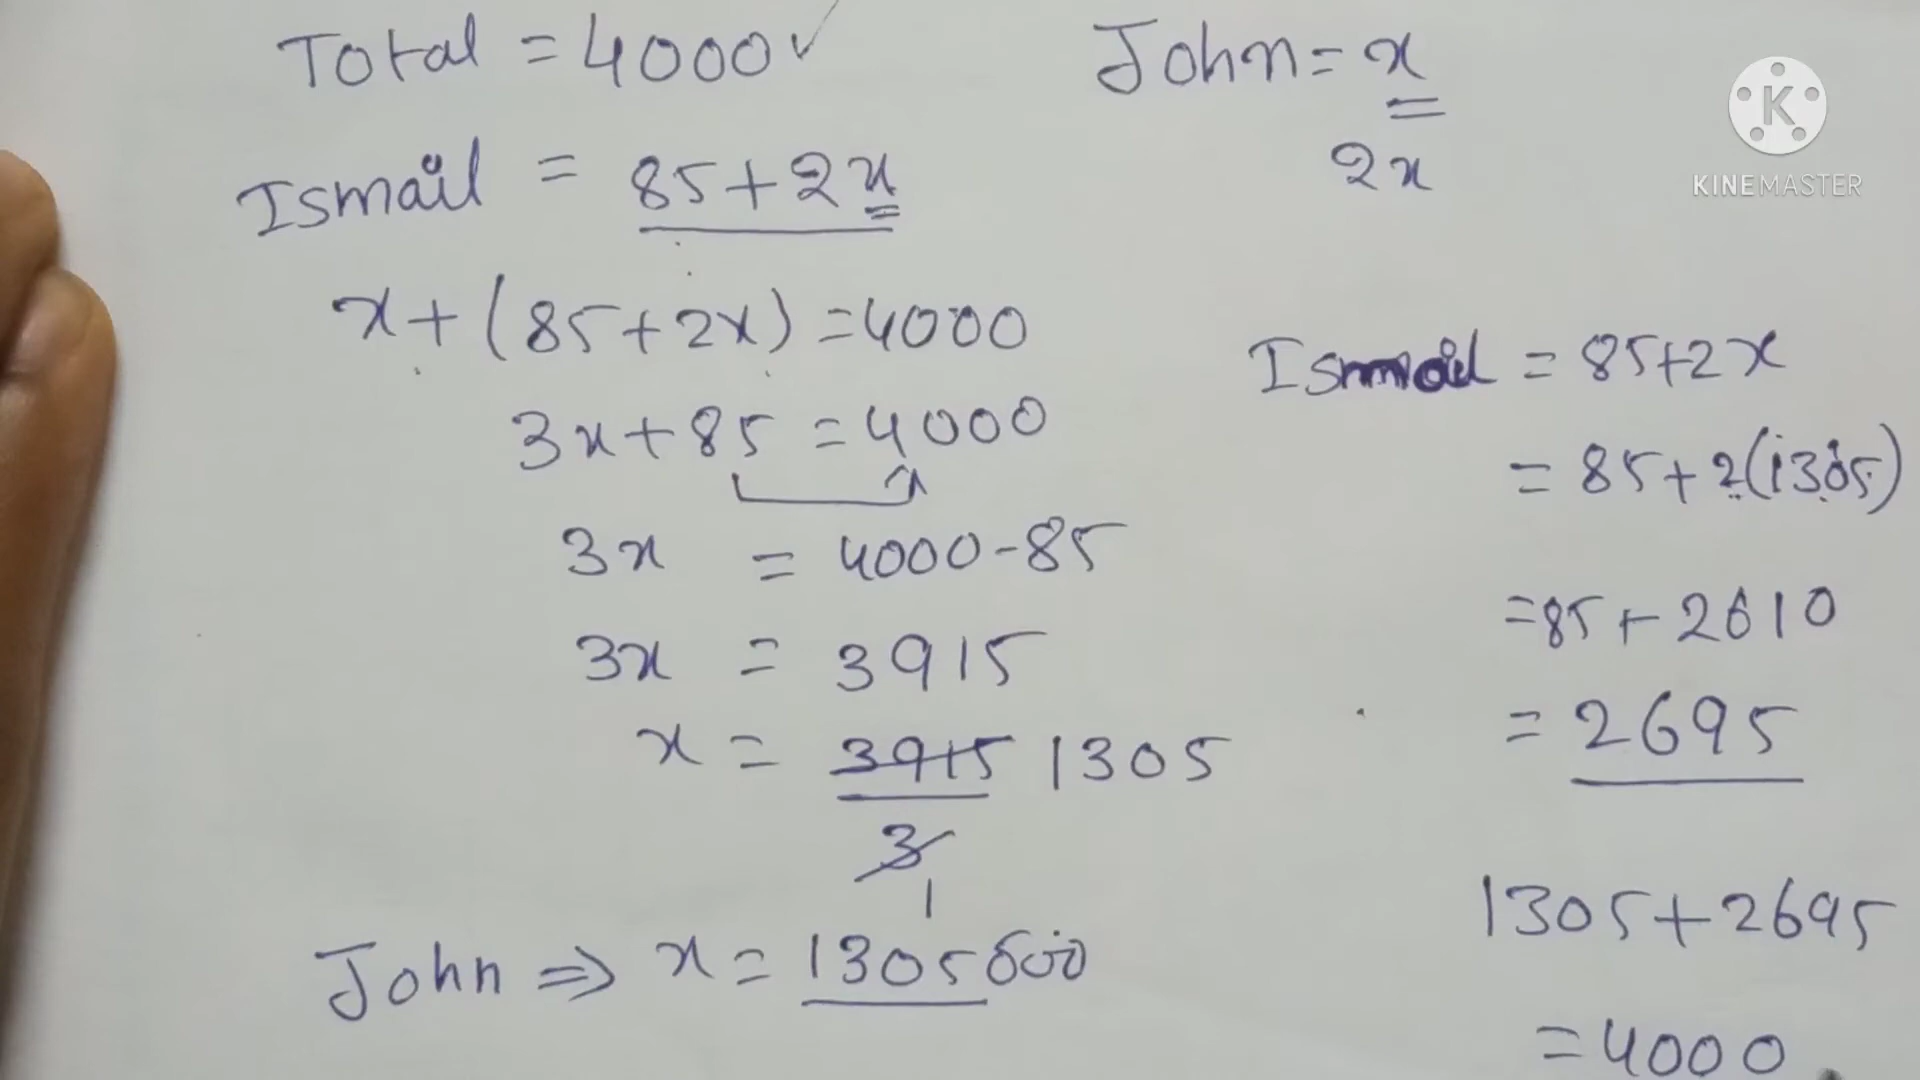 Total = 4000 ✓
Ismail = 85+2x
x+(85+2x)=4000
3x+85=4000
3x = 4000-85
3x = 3915
x = 3915 1305
3
1
John ⇒ x = 1305
John = x
2x
KINEMASTER
Ismail = 85+2x
= 85+2(1305)
=85+2610
= 2695
1305+2695
=4000